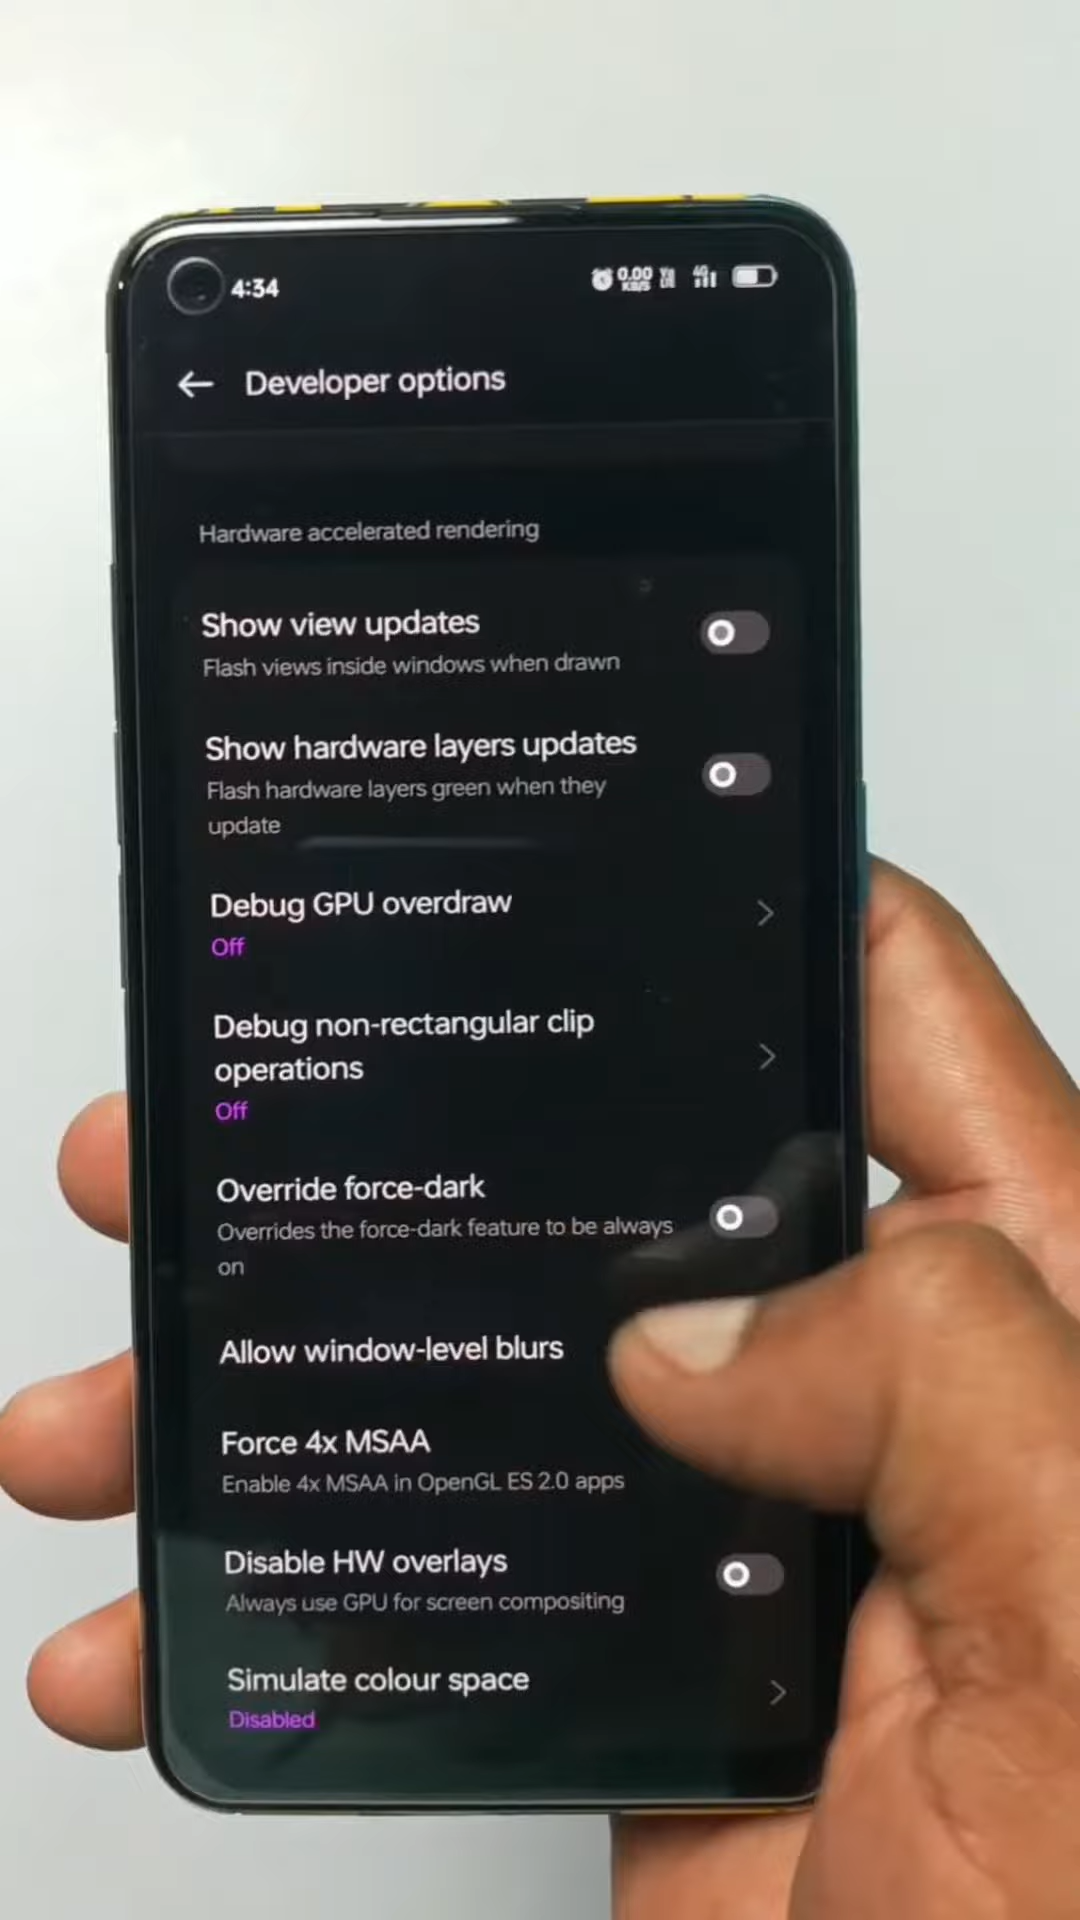 4:34
0.00
KB/S
4G
Developer options
Hardware accelerated rendering
Show view updates
Flash views inside windows when drawn
Show hardware layers updates
Flash hardware layers green when they
update
Debug GPU overdraw
Off
Debug non-rectangular clip
operations
Off
Override force-dark
Overrides the force-dark feature to be always
on
Allow window-level blurs
Force 4x MSAA
Enable 4x MSAA in OpenGL ES 2.0 apps
Disable HW overlays
Always use GPU for screen compositing
Simulate colour space
Disabled